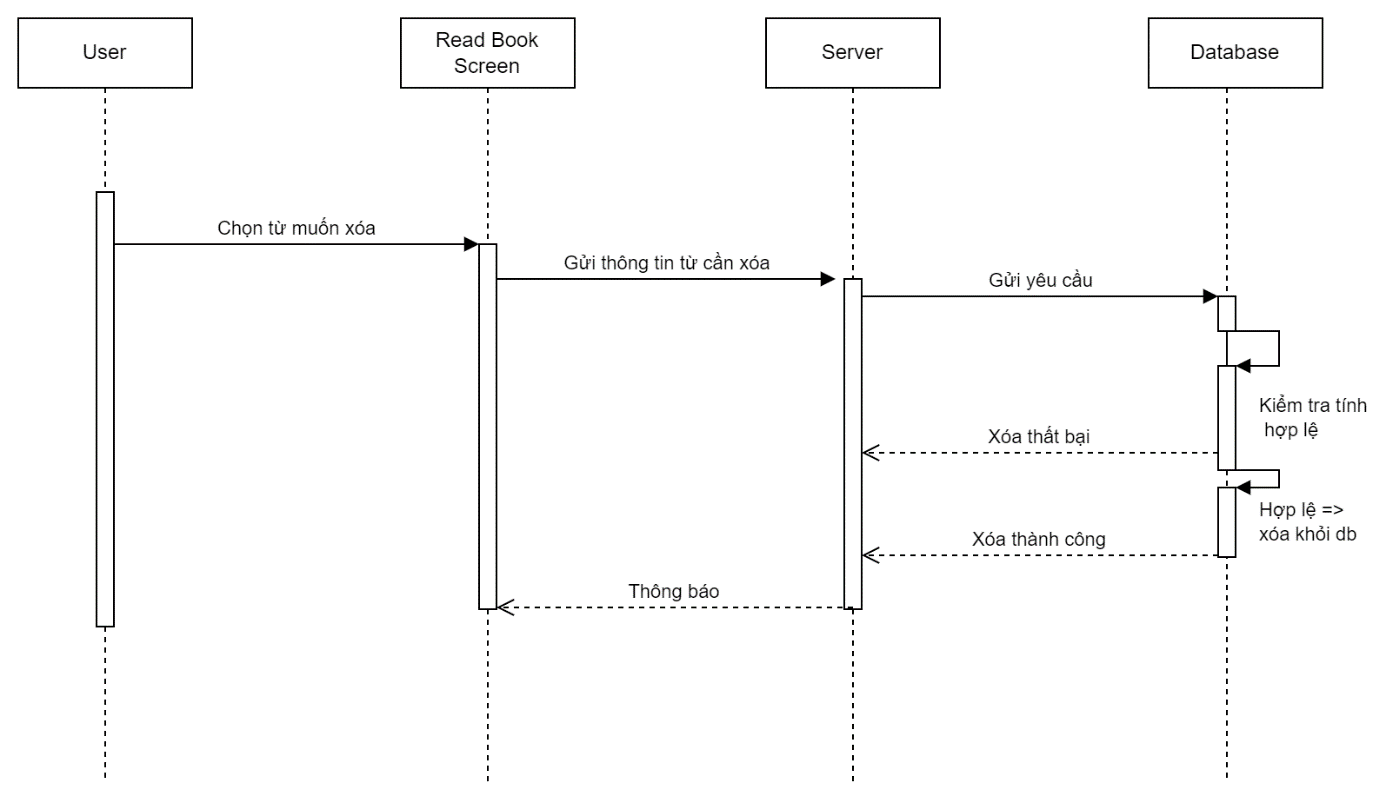 User
Read Book
Screen
Server
Database
Chọn từ muốn xóa
Gửi thông tin từ cần xóa
Gửi yêu cầu
Kiểm tra tính
hợp lệ
Xóa thất bại
Hợp lệ =>
xóa khỏi db
Xóa thành công
Thông báo